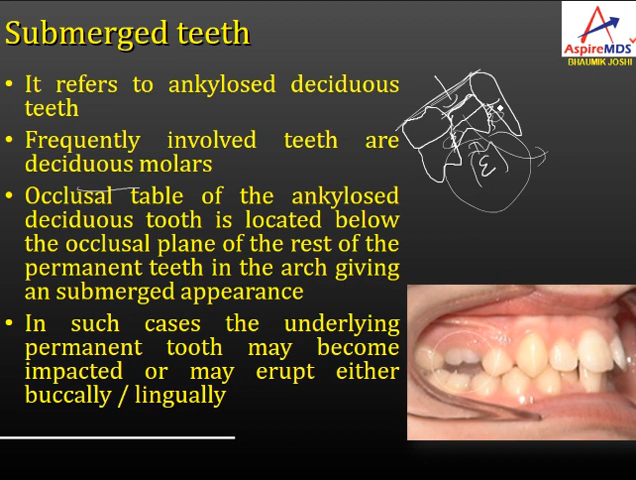 Submerged teeth
AspireMDS
BHAUMIK JOSHI
• It refers to ankylosed deciduous
teeth
• Frequently involved teeth are
deciduous molars
• Occlusal table of the ankylosed
deciduous tooth is located below
the occlusal plane of the rest of the
permanent teeth in the arch giving
an submerged appearance
• In such cases the underlying
permanent tooth may become
impacted or may erupt either
buccally / lingually